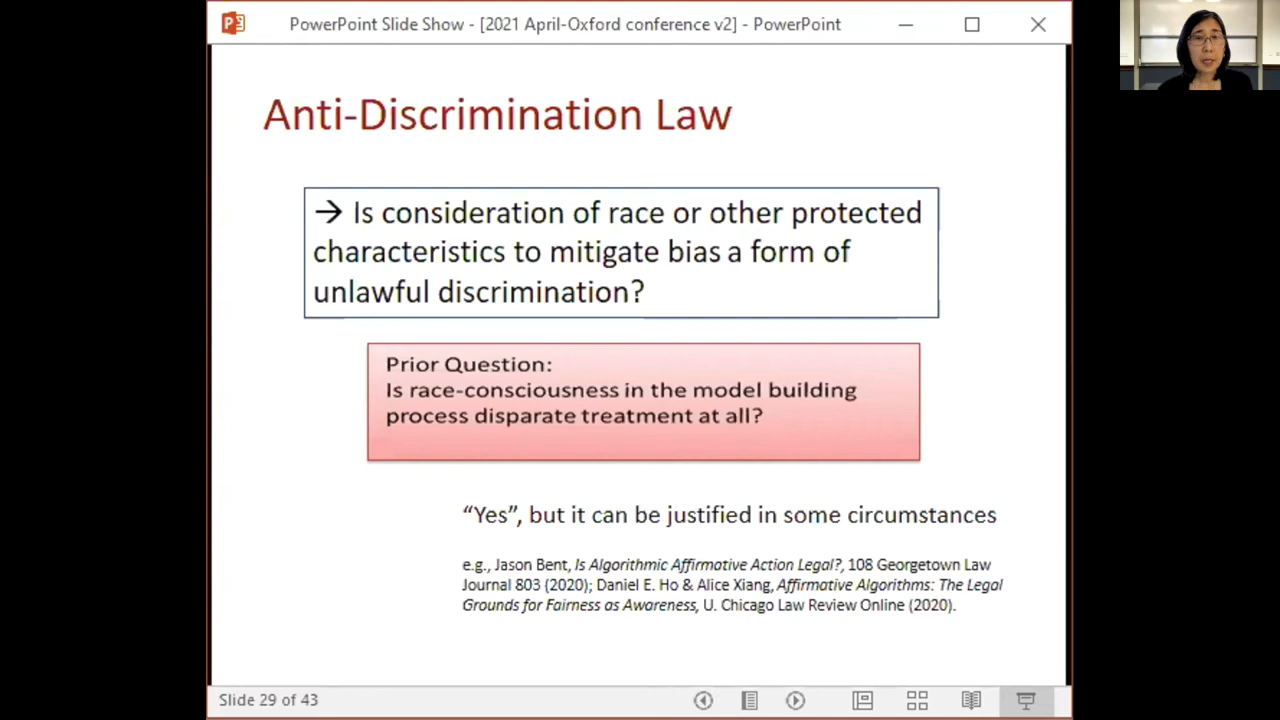 PowerPoint Slide Show - [2021 April-Oxford conference v2] - PowerPoint
Anti-Discrimination Law
→ Is consideration of race or other protected
characteristics to mitigate bias a form of
unlawful discrimination?
Prior Question:
Is race-consciousness in the model building
process disparate treatment at all?
“Yes”, but it can be justified in some circumstances
e.g., Jason Bent, Is Algorithmic Affirmative Action Legal?, 108 Georgetown Law
Journal 803 (2020); Daniel E. Ho & Alice Xiang, Affirmative Algorithms: The Legal
Grounds for Fairness as Awareness, U. Chicago Law Review Online (2020).
Slide 29 of 43